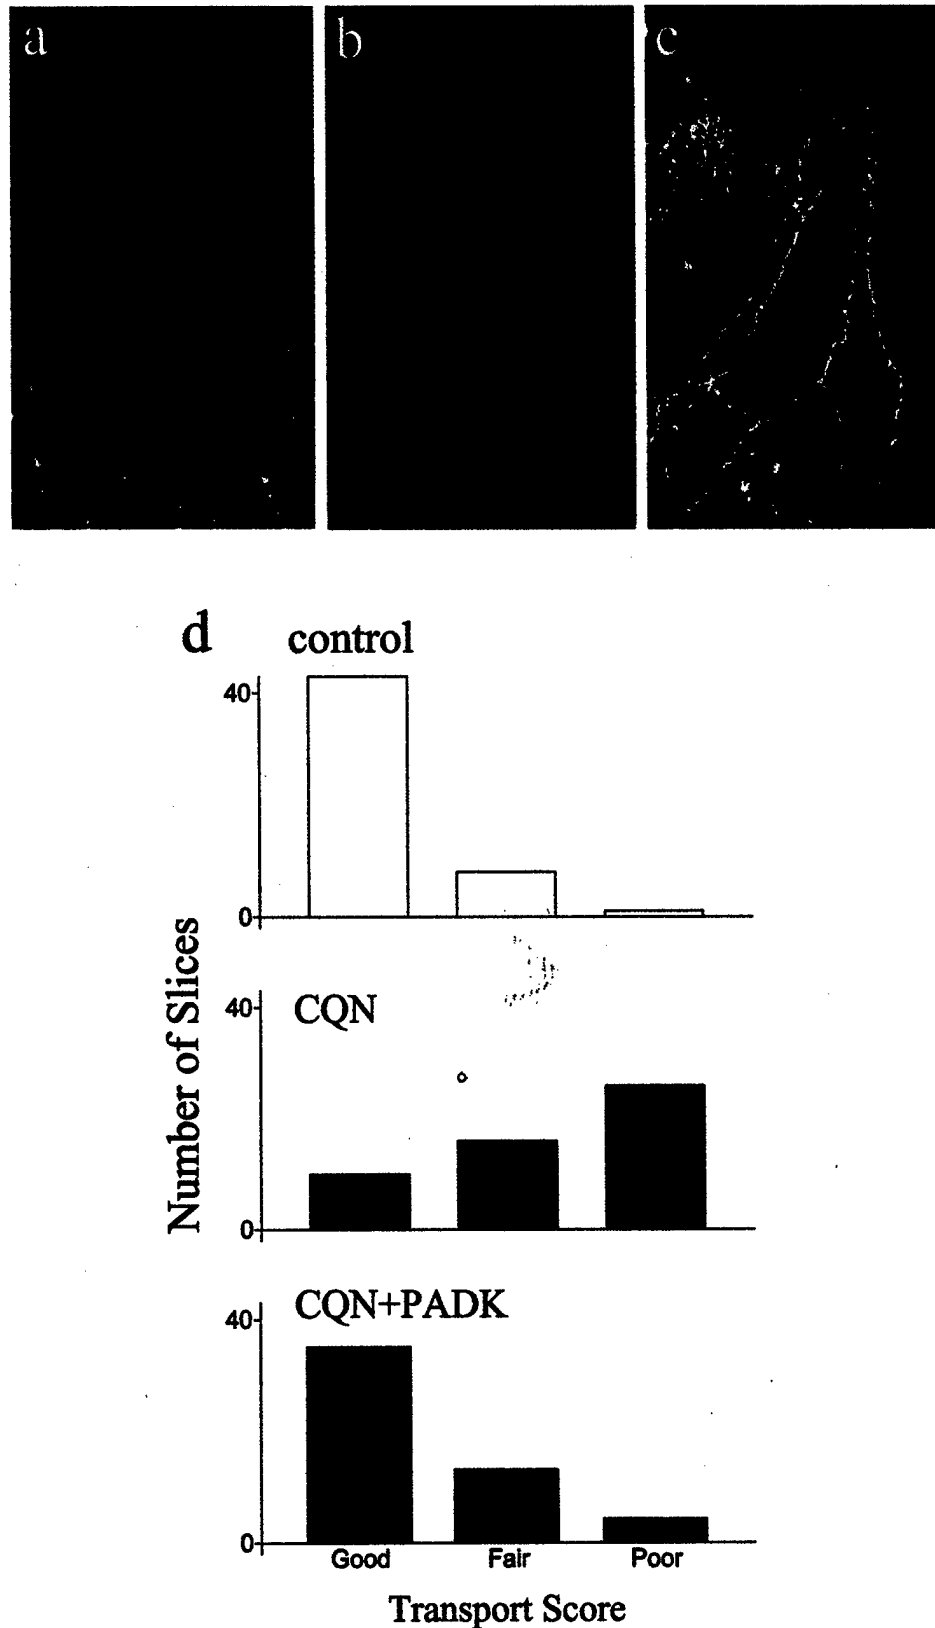 a b c
d control
40
0
CQN
40
0
CQN+PADK
40
0
Number of Slices
Good Fair Poor
Transport Score